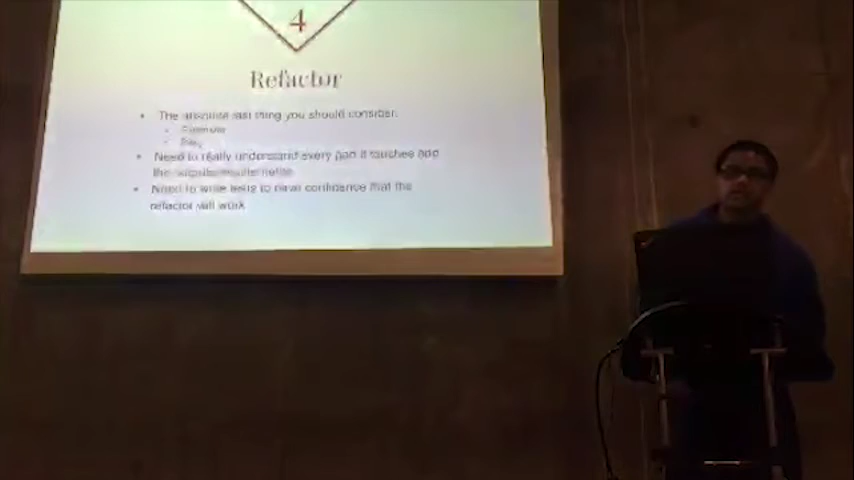 4
Refactor
The absolute last thing you should consider.
Need to really understand every part it touches and
the
Need to write tests to have confidence that the
refactor will work